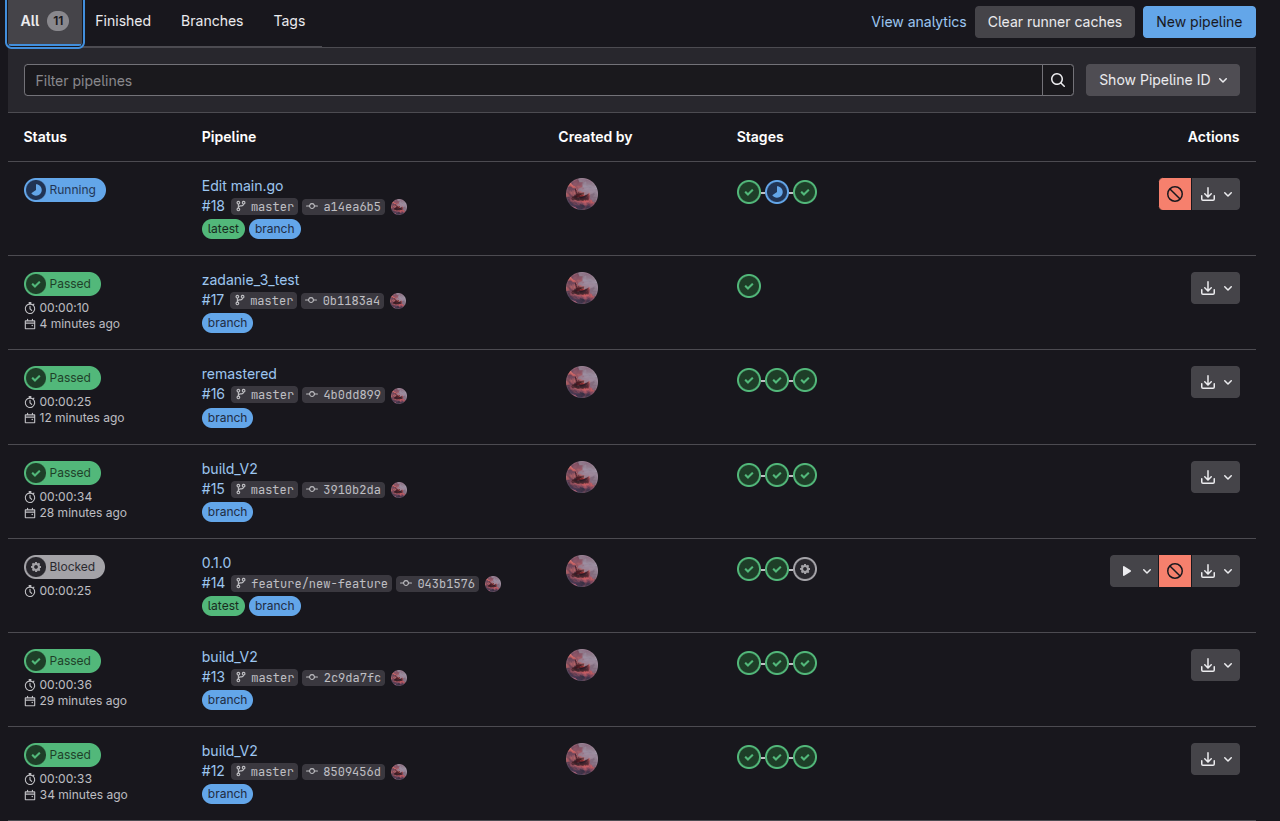 All 11 Finished Branches Tags View analytics Clear runner caches New pipeline
Filter pipelines Show Pipeline ID
Status Pipeline Created by Stages Actions
Running Edit main.go
#18 master a14ea6b5
latest branch
Passed zadanie_3_test
00:00:10 #17 master 0b1183a4
4 minutes ago branch
Passed remastered
00:00:25 #16 master 4b0dd899
12 minutes ago branch
Passed build_V2
00:00:34 #15 master 3910b2da
28 minutes ago branch
Blocked 0.1.0
00:00:25 #14 feature/new-feature 043b1576
latest branch
Passed build_V2
00:00:36 #13 master 2c9da7fc
29 minutes ago branch
Passed build_V2
00:00:33 #12 master 8509456d
34 minutes ago branch